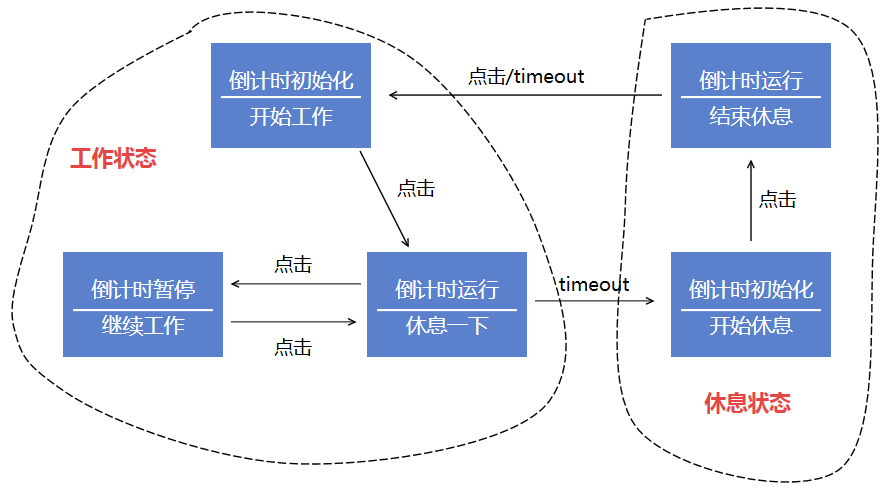 倒计时初始化
开始工作
点击/timeout
倒计时运行
结束休息
工作状态
点击
点击
倒计时暂停
继续工作
点击
点击
倒计时运行
休息一下
timeout
倒计时初始化
开始休息
休息状态